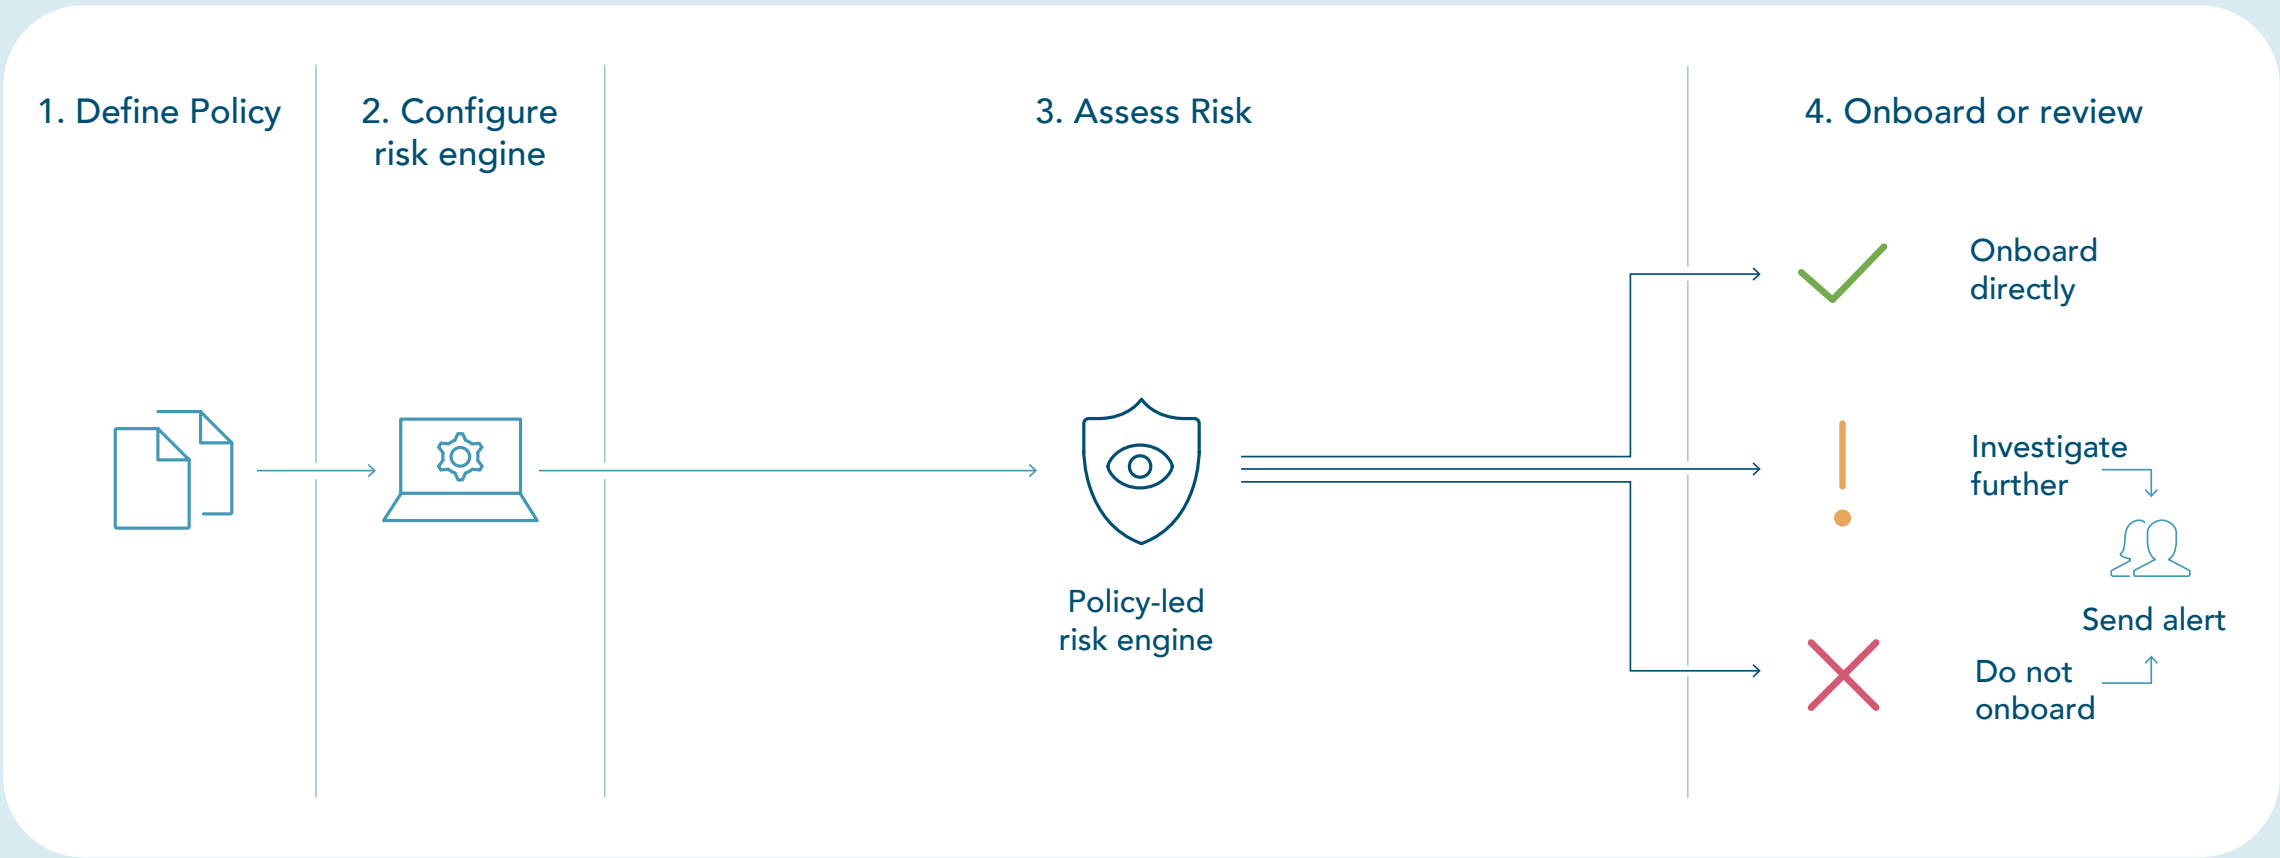 1. Define Policy
2. Configure
risk engine
3. Assess Risk
4. Onboard or review
Onboard
directly
Investigate
further
Policy-led
risk engine
Send alert
Do not
onboard